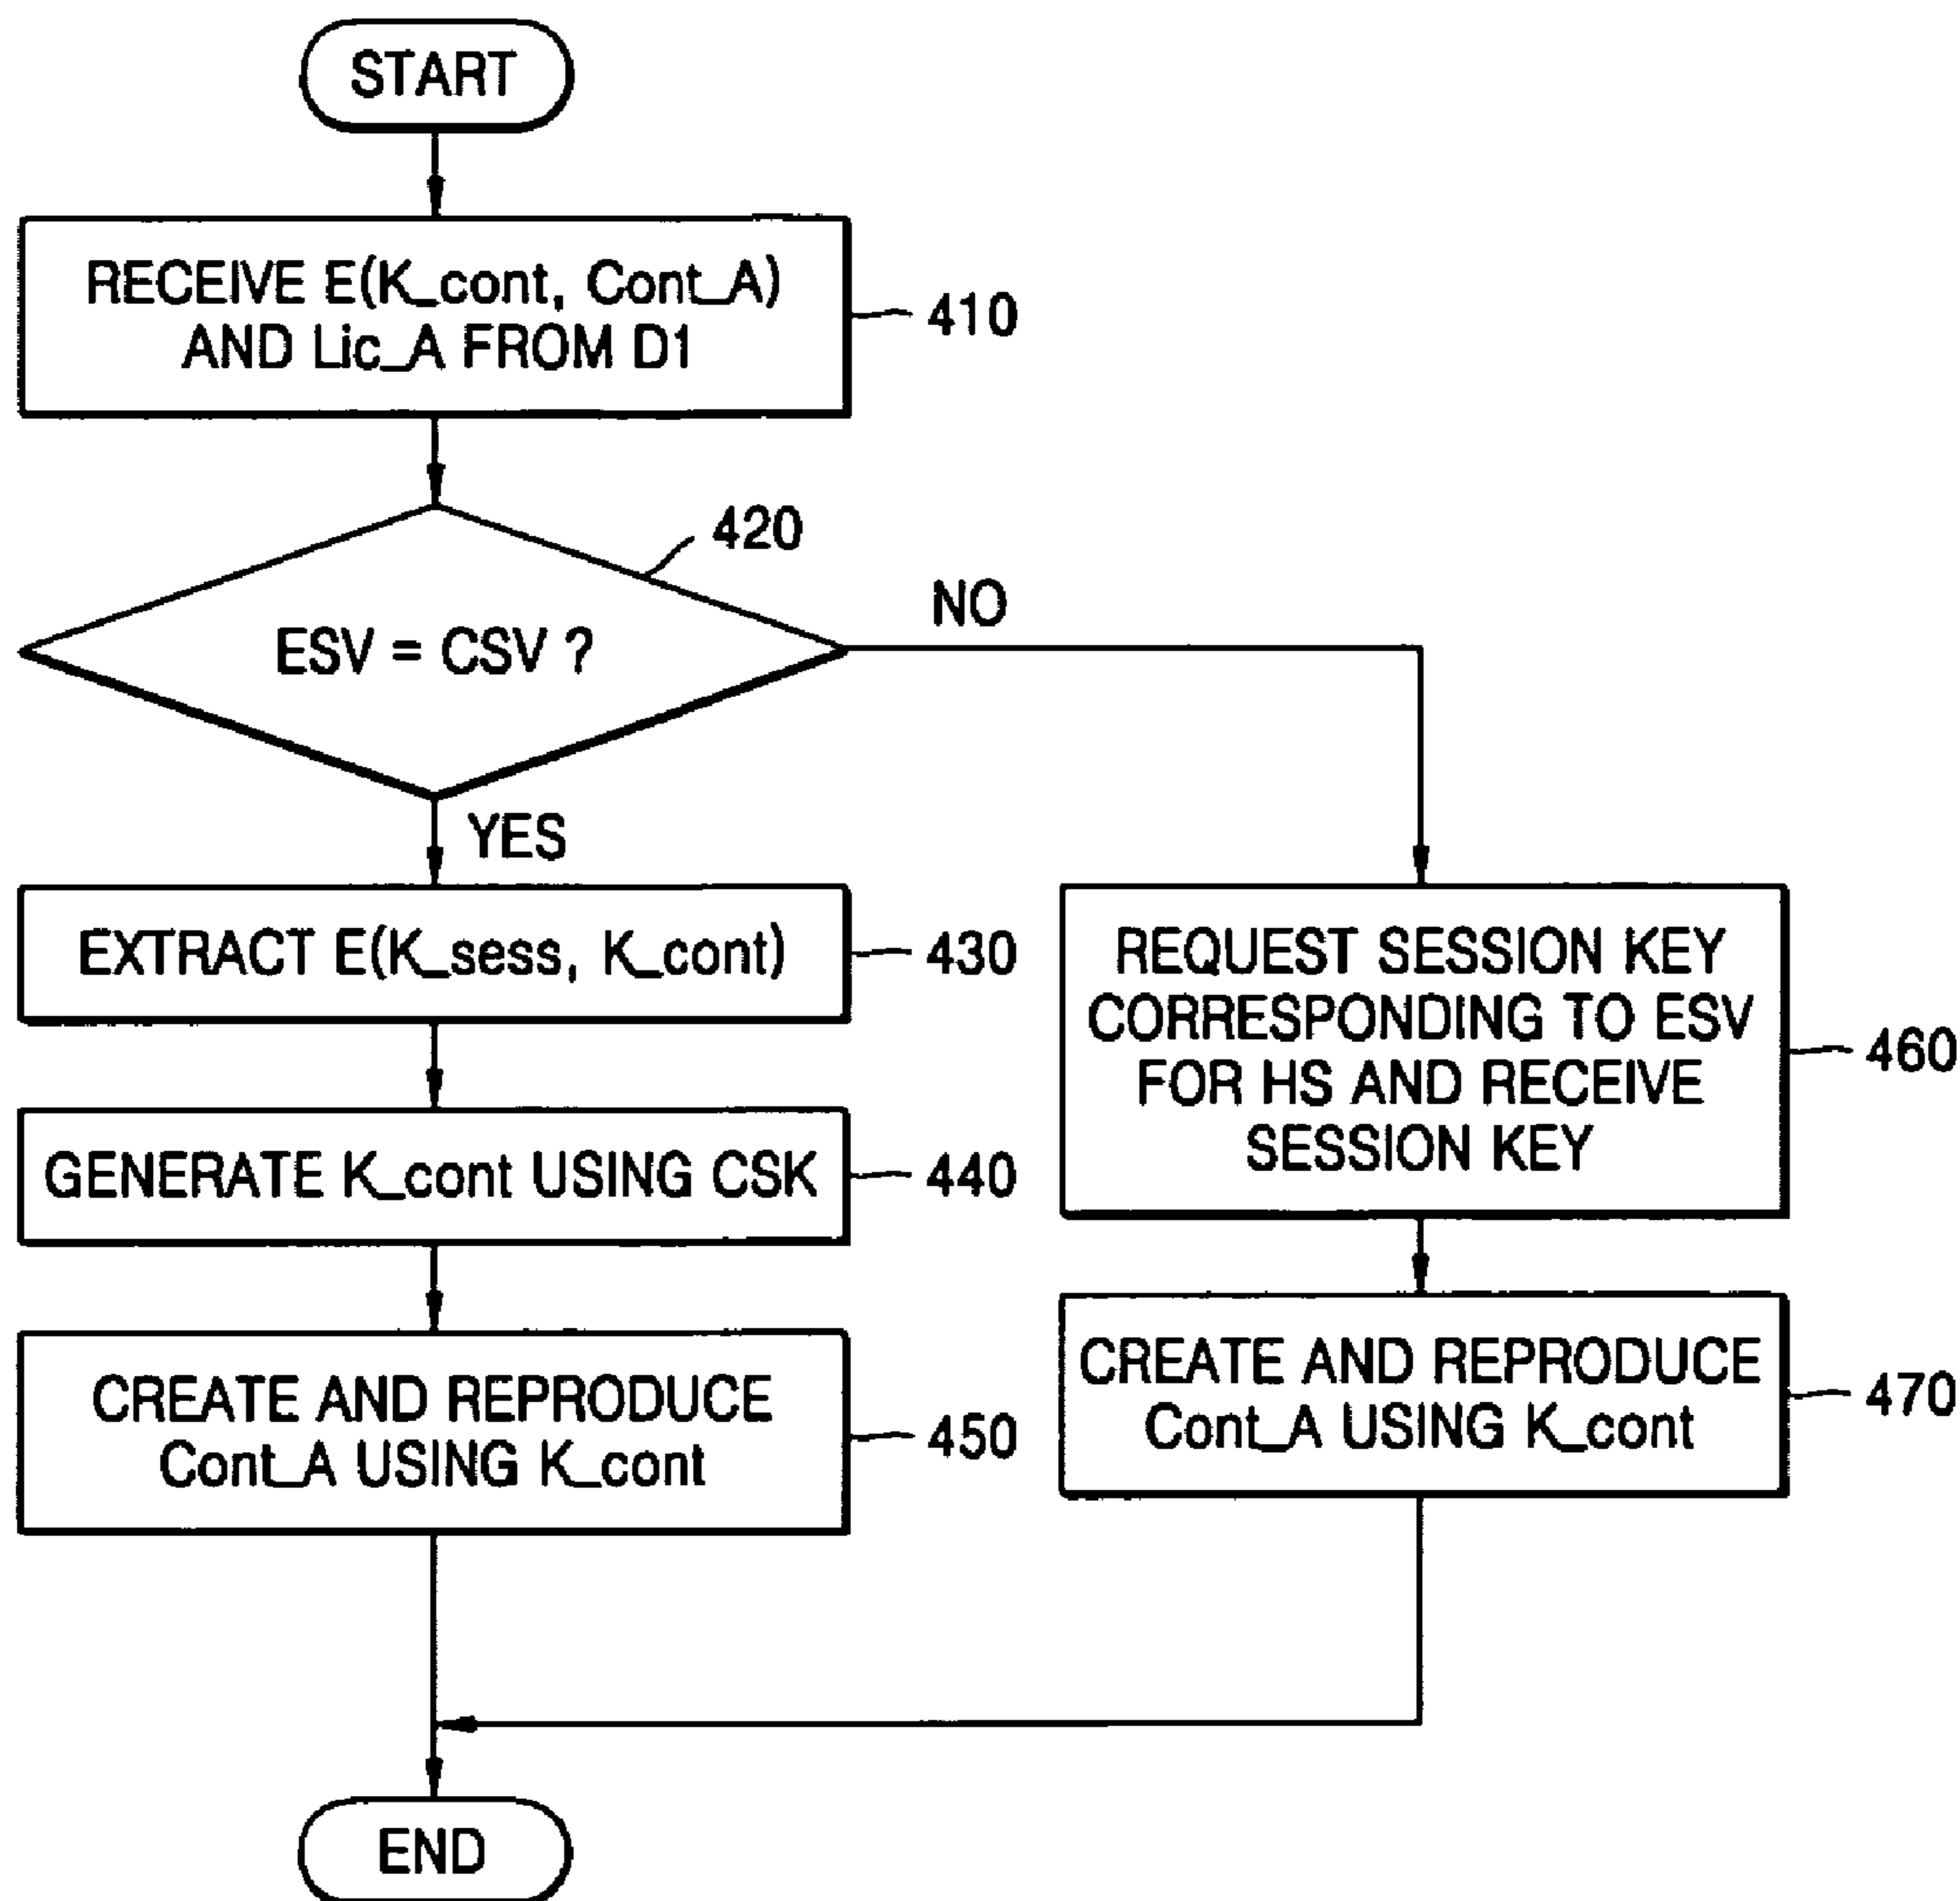 START
RECEIVE E(K_cont, Cont_A)
AND Lic_A FROM D1
410
420
ESV = CSV ?
NO
YES
EXTRACT E(K_sess, K_cont)
430
GENERATE K_cont USING CSK
440
CREATE AND REPRODUCE
Cont_A USING K_cont
450
REQUEST SESSION KEY
CORRESPONDING TO ESV
FOR HS AND RECEIVE
SESSION KEY
460
CREATE AND REPRODUCE
Cont_A USING K_cont
470
END